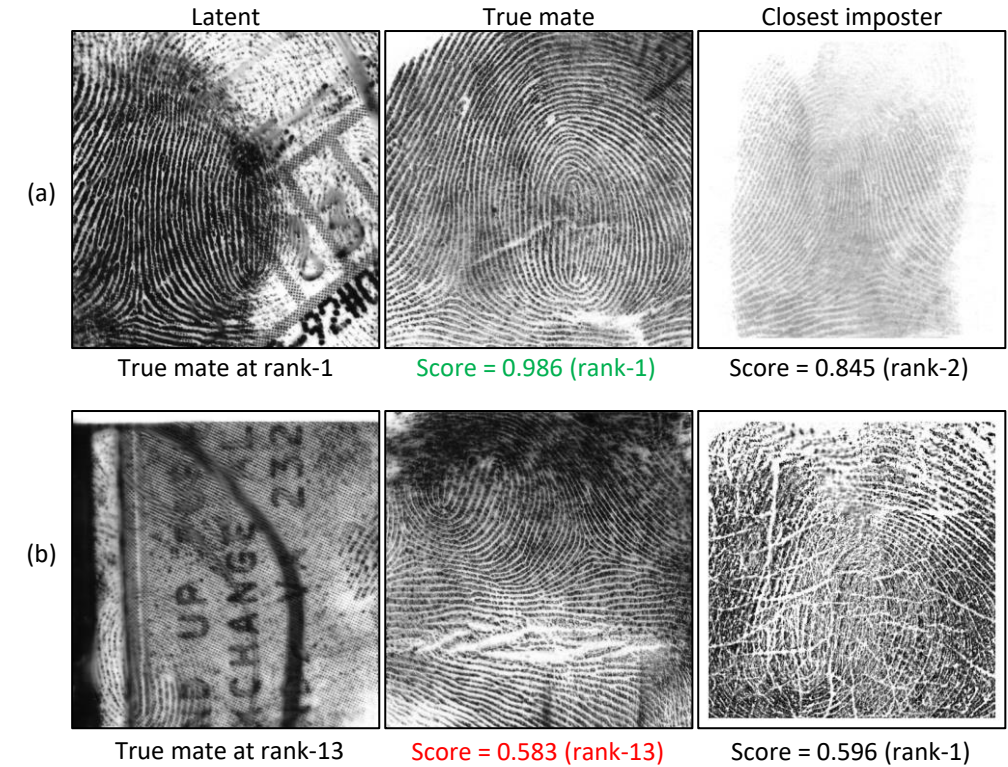 Latent True mate Closest imposter
(a)
-92#0
True mate at rank-1 Score = 0.986 (rank-1) Score = 0.845 (rank-2)
(b)
UP
CHANGE
232
True mate at rank-13 Score = 0.583 (rank-13) Score = 0.596 (rank-1)